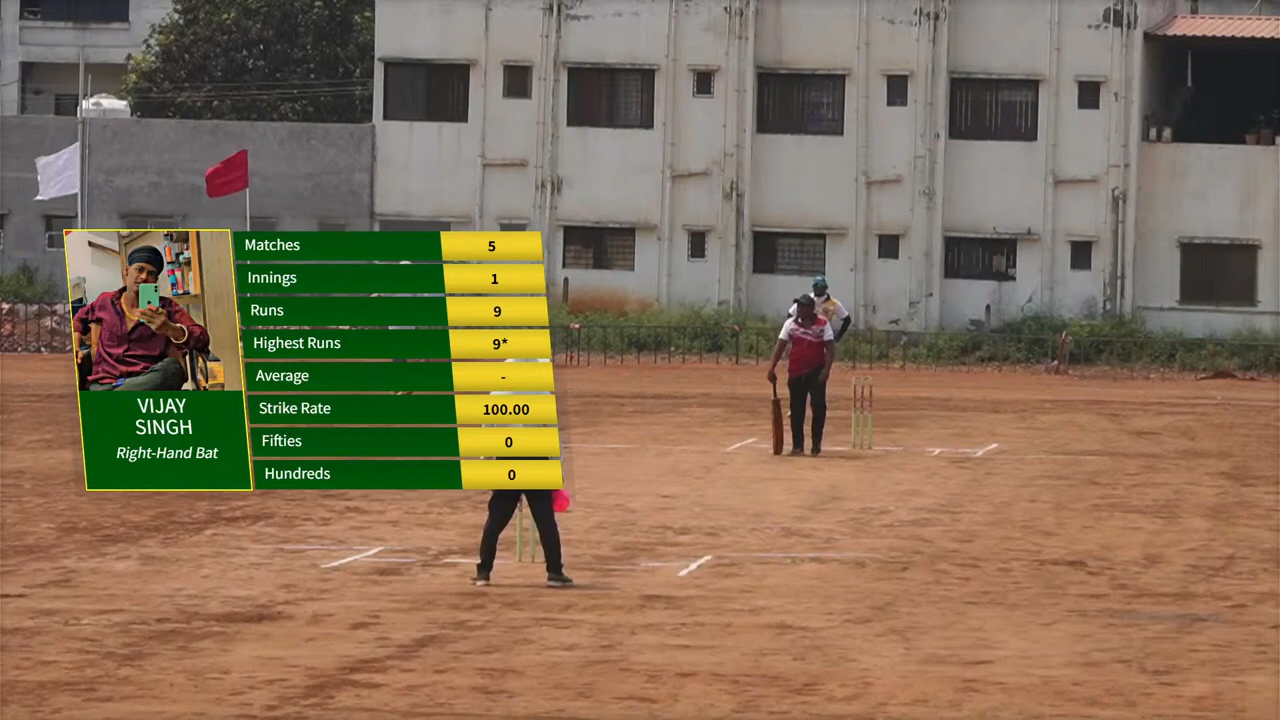 Matches 5
Innings 1
Runs 9
Highest Runs 9*
Average -
Strike Rate 100.00
Fifties 0
Hundreds 0
VIJAY
SINGH
Right-Hand Bat